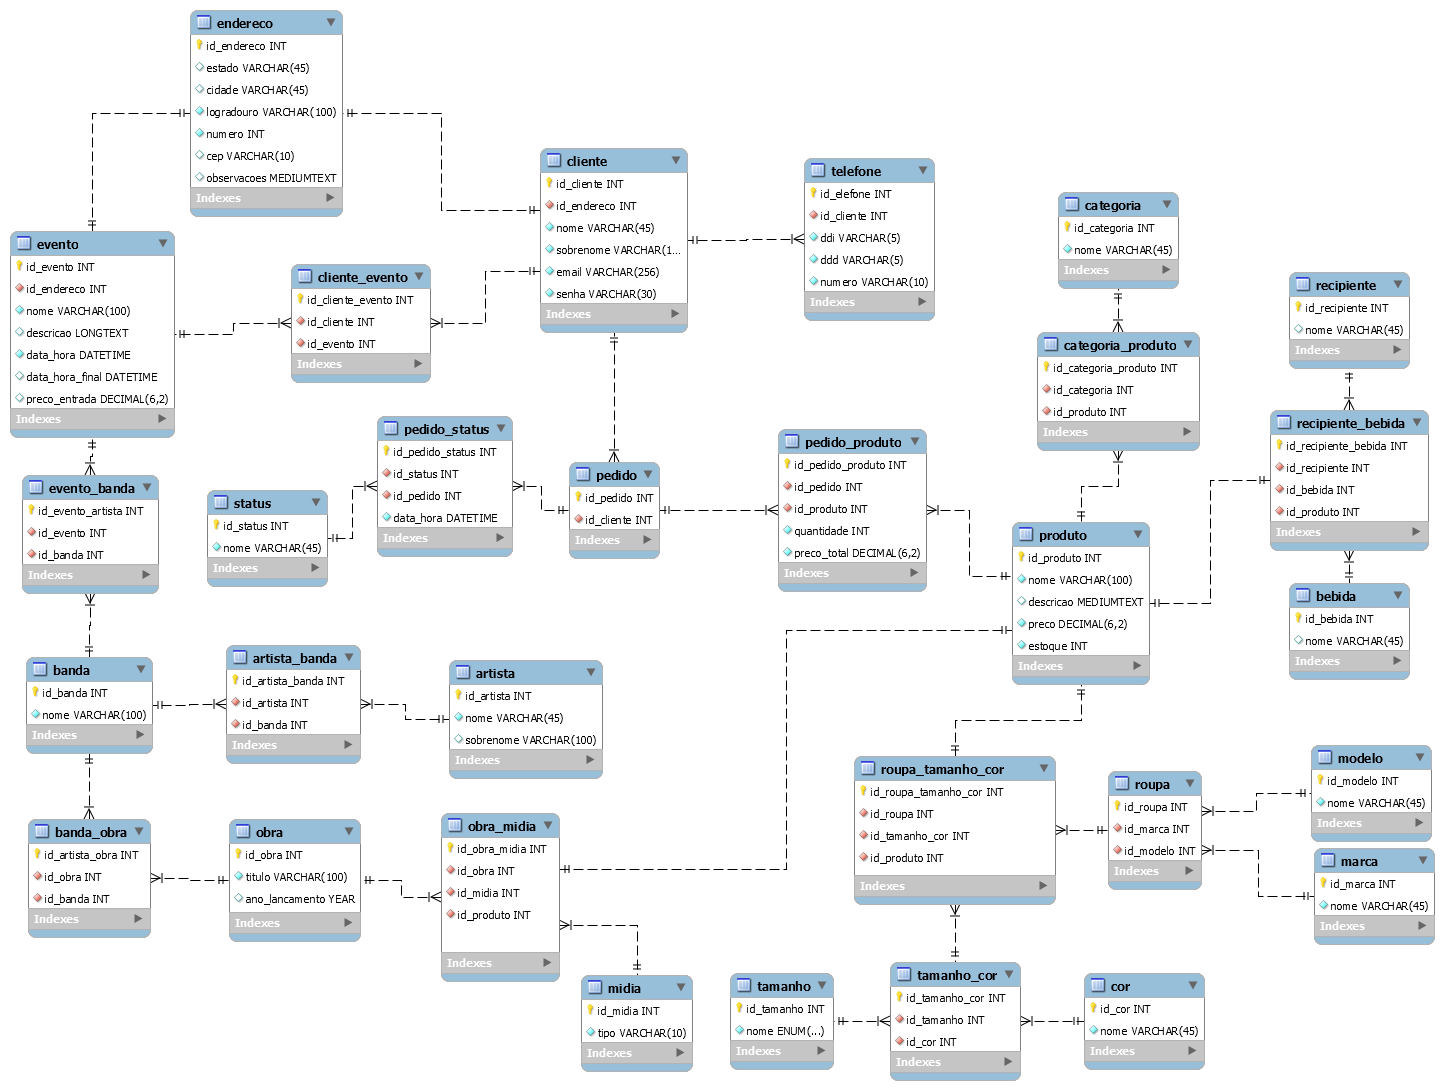 endereco
id_endereco INT
estado VARCHAR(45)
cidade VARCHAR(45)
logradouro VARCHAR(100)
numero INT
cep VARCHAR(10)
observacoes MEDIUMTEXT
Indexes
cliente
id_cliente INT
id_endereco INT
nome VARCHAR(45)
sobrenome VARCHAR(1...
email VARCHAR(256)
senha VARCHAR(30)
Indexes
telefone
id_elefone INT
id_cliente INT
ddi VARCHAR(5)
ddd VARCHAR(5)
numero VARCHAR(10)
Indexes
categoria
id_categoria INT
nome VARCHAR(45)
Indexes
evento
id_evento INT
id_endereco INT
nome VARCHAR(100)
descricao LONGTEXT
data_hora DATETIME
data_hora_final DATETIME
preco_entrada DECIMAL(6,2)
Indexes
cliente_evento
id_cliente_evento INT
id_cliente INT
id_evento INT
Indexes
recipiente
id_recipiente INT
nome VARCHAR(45)
Indexes
categoria_produto
id_categoria_produto INT
id_categoria INT
id_produto INT
Indexes
recipiente_bebida
id_recipiente_bebida INT
id_recipiente INT
id_bebida INT
id_produto INT
Indexes
pedido_status
id_pedido_status INT
id_status INT
id_pedido INT
data_hora DATETIME
Indexes
pedido_produto
id_pedido_produto INT
id_pedido INT
id_produto INT
quantidade INT
preco_total DECIMAL(6,2)
Indexes
pedido
id_pedido INT
id_cliente INT
Indexes
evento_banda
id_evento_artista INT
id_evento INT
id_banda INT
Indexes
status
id_status INT
nome VARCHAR(45)
Indexes
produto
id_produto INT
nome VARCHAR(100)
descricao MEDIUMTEXT
preco DECIMAL(6,2)
estoque INT
Indexes
bebida
id_bebida INT
nome VARCHAR(45)
Indexes
banda
id_banda INT
nome VARCHAR(100)
Indexes
artista_banda
id_artista_banda INT
id_artista INT
id_banda INT
Indexes
artista
id_artista INT
nome VARCHAR(45)
sobrenome VARCHAR(100)
Indexes
roupa_tamanho_cor
id_roupa_tamanho_cor INT
id_roupa INT
id_tamanho_cor INT
id_produto INT
Indexes
roupa
id_roupa INT
id_marca INT
id_modelo INT
Indexes
modelo
id_modelo INT
nome VARCHAR(45)
Indexes
marca
id_marca INT
nome VARCHAR(45)
Indexes
banda_obra
id_artista_obra INT
id_obra INT
id_banda INT
Indexes
obra
id_obra INT
titulo VARCHAR(100)
ano_lancamento YEAR
Indexes
obra_midia
id_obra_midia INT
id_obra INT
id_midia INT
id_produto INT
Indexes
midia
id_midia INT
tipo VARCHAR(10)
Indexes
tamanho
id_tamanho INT
nome ENUM(...)
Indexes
tamanho_cor
id_tamanho_cor INT
id_tamanho INT
id_cor INT
Indexes
cor
id_cor INT
nome VARCHAR(45)
Indexes